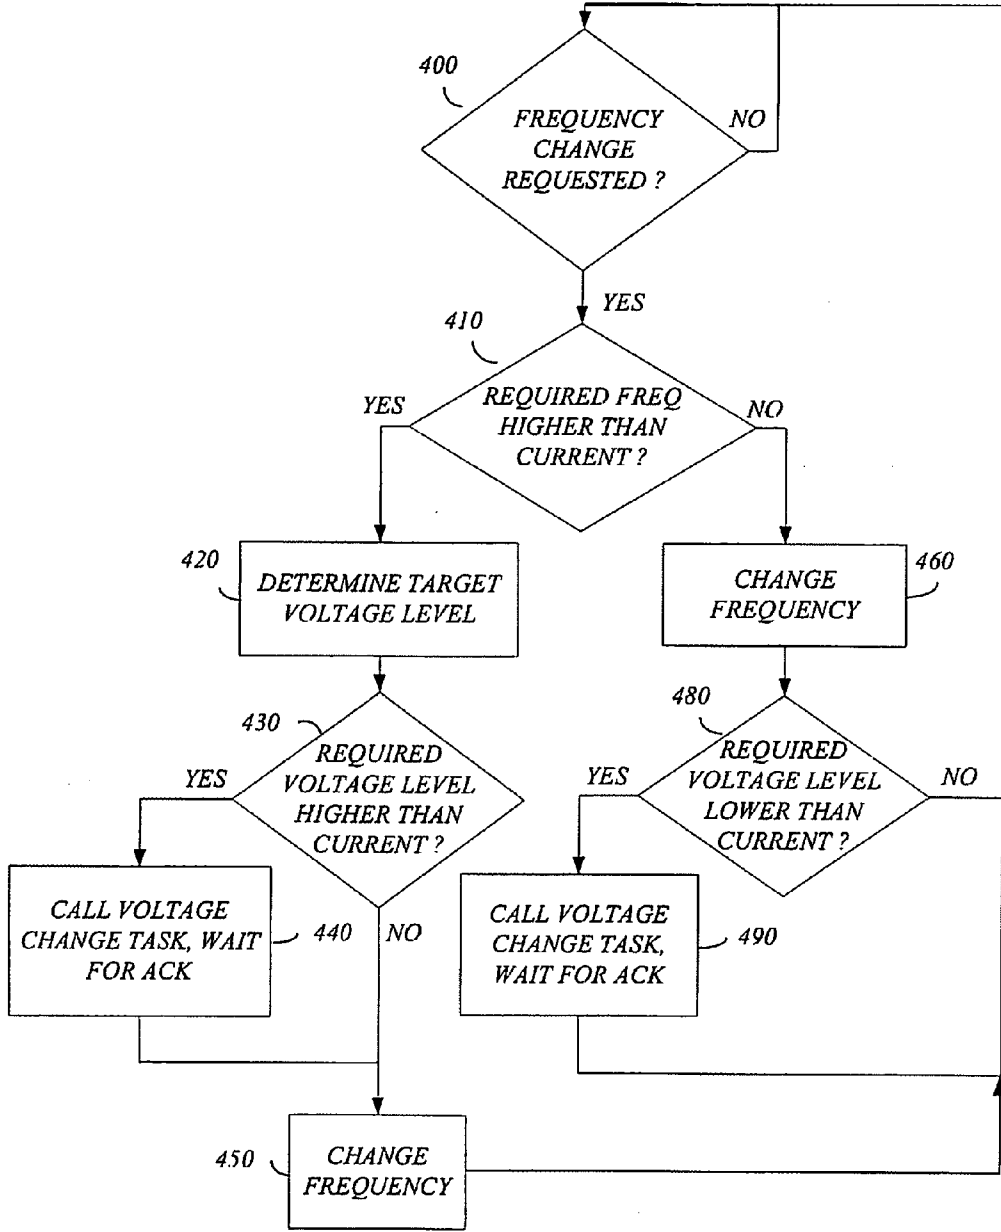 400
FREQUENCY
CHANGE
REQUESTED ?
NO
YES
410
REQUIRED FREQ
HIGHER THAN
CURRENT ?
YES
NO
420
DETERMINE TARGET
VOLTAGE LEVEL
CHANGE
FREQUENCY
460
430
REQUIRED
VOLTAGE LEVEL
HIGHER THAN
CURRENT ?
YES
480
REQUIRED
VOLTAGE LEVEL
LOWER THAN
CURRENT ?
YES
NO
CALL VOLTAGE
CHANGE TASK, WAIT
FOR ACK
440
NO
CALL VOLTAGE
CHANGE TASK,
WAIT FOR ACK
490
450
CHANGE
FREQUENCY